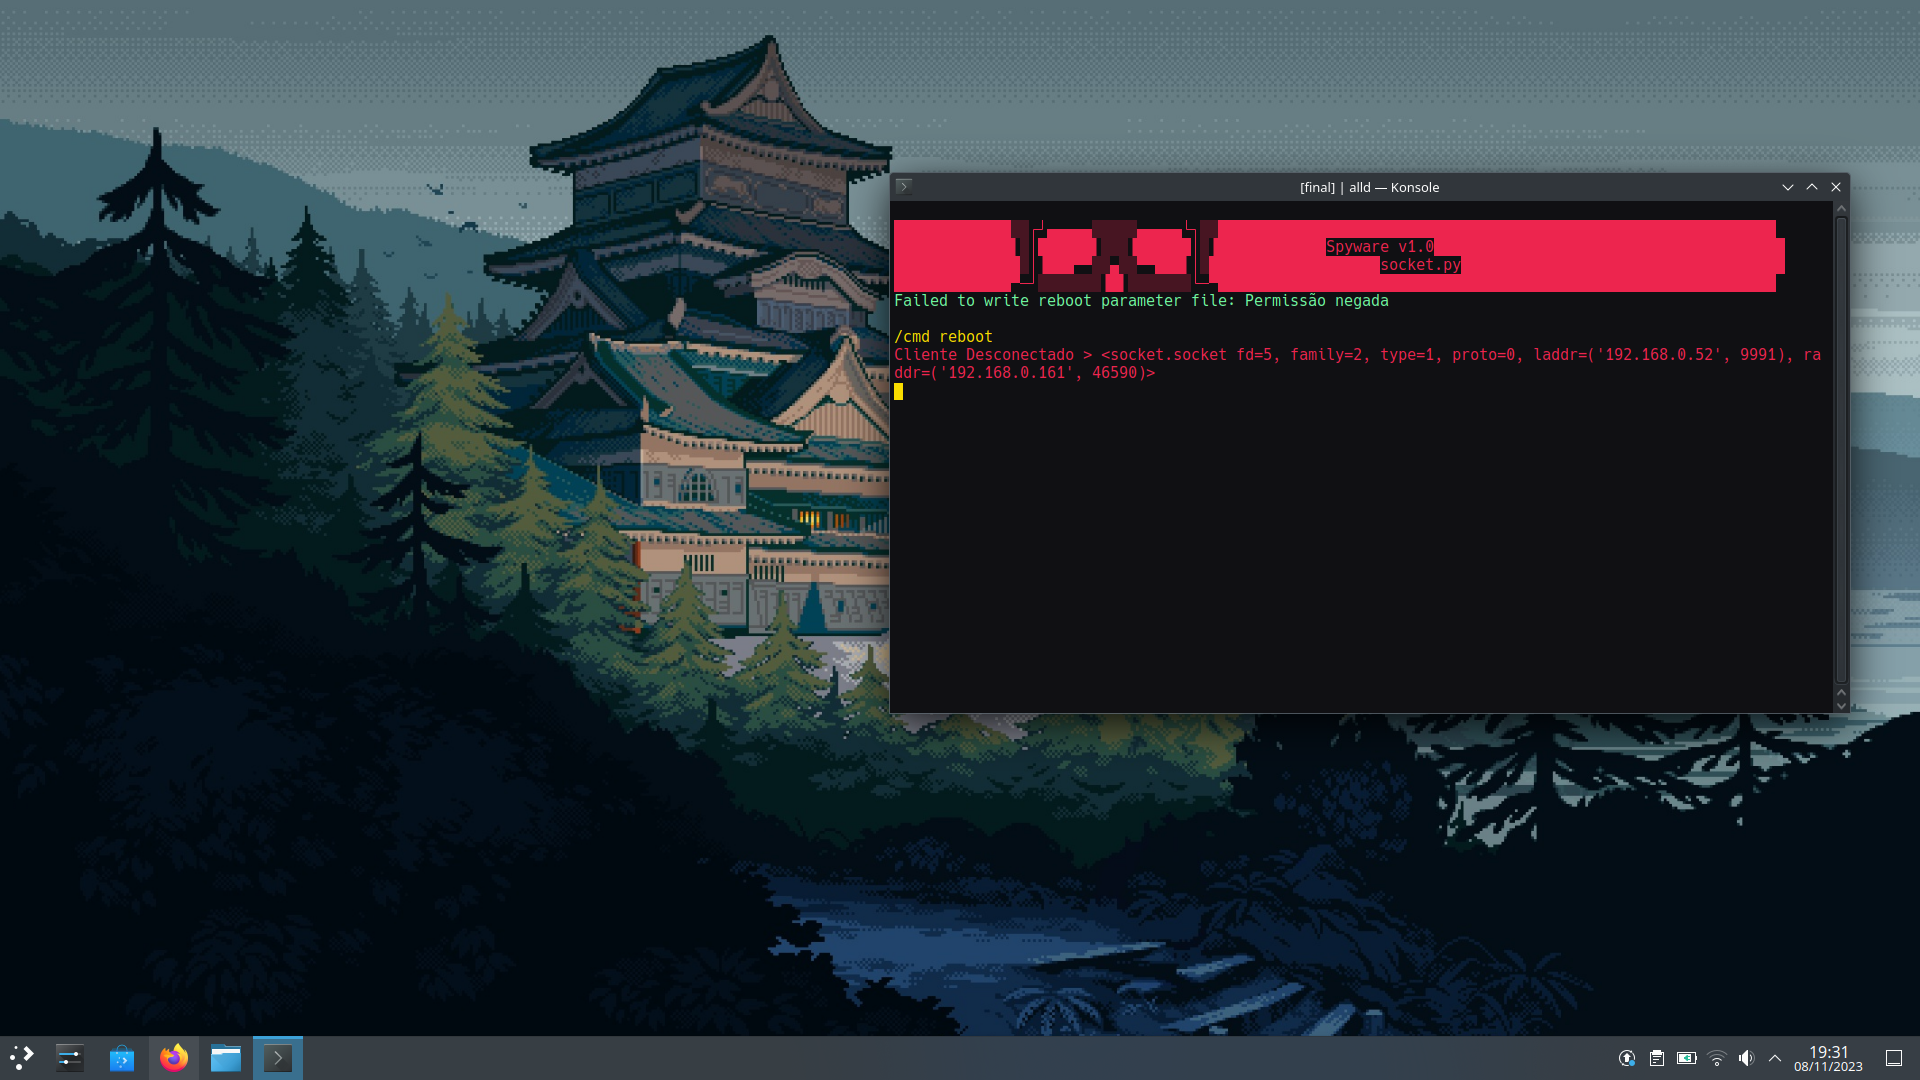 [final] | alld — Konsole
Spyware v1.0
socket.py
Failed to write reboot parameter file: Permissão negada
/cmd reboot
Cliente Desconectado > <socket.socket fd=5, family=2, type=1, proto=0, laddr=('192.168.0.52', 9991), ra
ddr=('192.168.0.161', 46590)>
19:31
08/11/2023